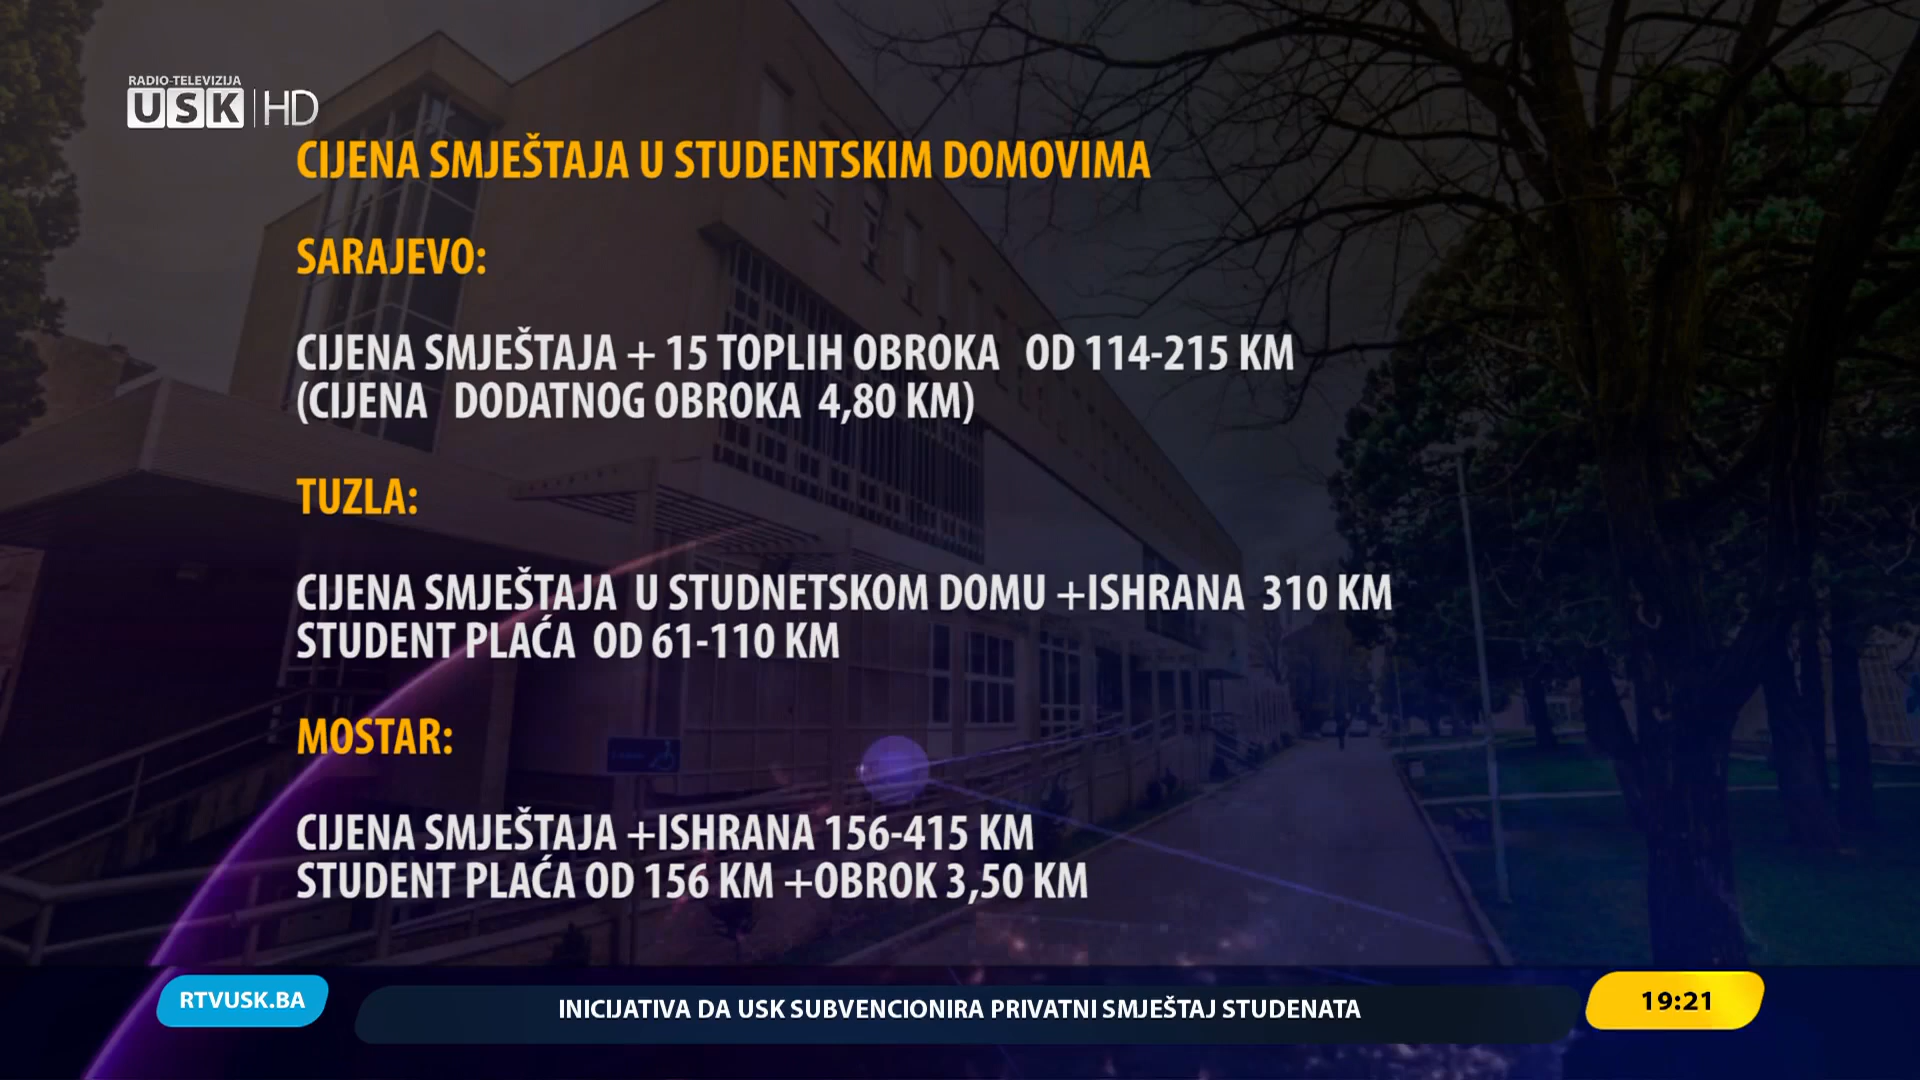 RADIO-TELEVIZIJA
USK HD
CIJENA SMJEŠTAJA U STUDENTSKIM DOMOVIMA
SARAJEVO:
CIJENA SMJEŠTAJA + 15 TOPLIH OBROKA OD 114-215 KM
(CIJENA DODATNOG OBROKA 4,80 KM)
TUZLA:
CIJENA SMJEŠTAJA U STUDNETSKOM DOMU +ISHRANA 310 KM
STUDENT PLAĆA OD 61-110 KM
MOSTAR:
CIJENA SMJEŠTAJA +ISHRANA 156-415 KM
STUDENT PLAĆA OD 156 KM +OBROK 3,50 KM
RTVUSK.BA
INICIJATIVA DA USK SUBVENCIONIRA PRIVATNI SMJEŠTAJ STUDENATA
19:21